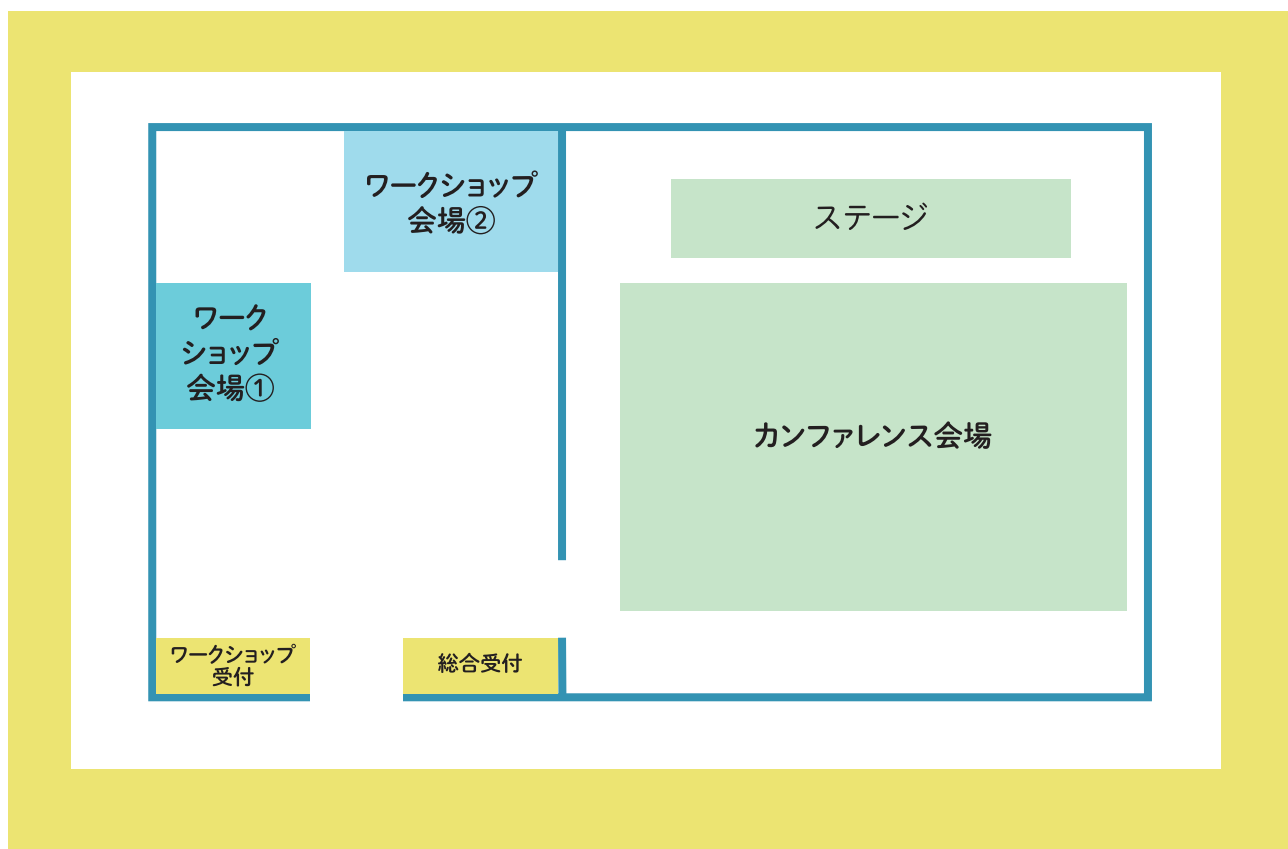 ワークショップ
会場②
ステージ
ワーク
ショップ
会場①
カンファレンス会場
ワークショップ
受付
総合受付